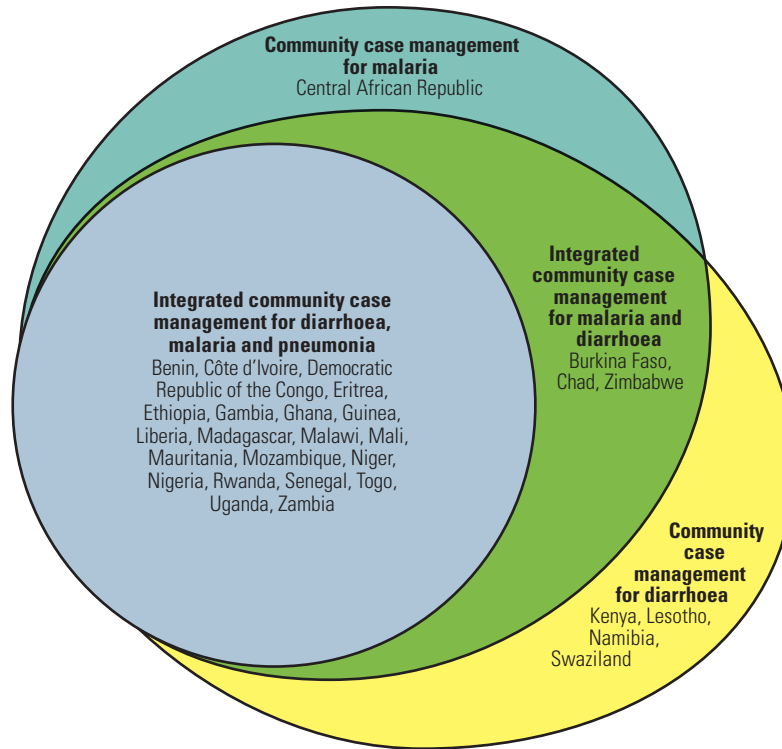 Community case management
for malaria
Central African Republic
Integrated
community case
management
for malaria and
diarrhoea
Burkina Faso,
Chad, Zimbabwe
Integrated community case
management for diarrhoea,
malaria and pneumonia
Benin, Côte d’Ivoire, Democratic
Republic of the Congo, Eritrea,
Ethiopia, Gambia, Ghana, Guinea,
Liberia, Madagascar, Malawi, Mali,
Mauritania, Mozambique, Niger,
Nigeria, Rwanda, Senegal, Togo,
Uganda, Zambia
Community
case
management
for diarrhoea
Kenya, Lesotho,
Namibia,
Swaziland